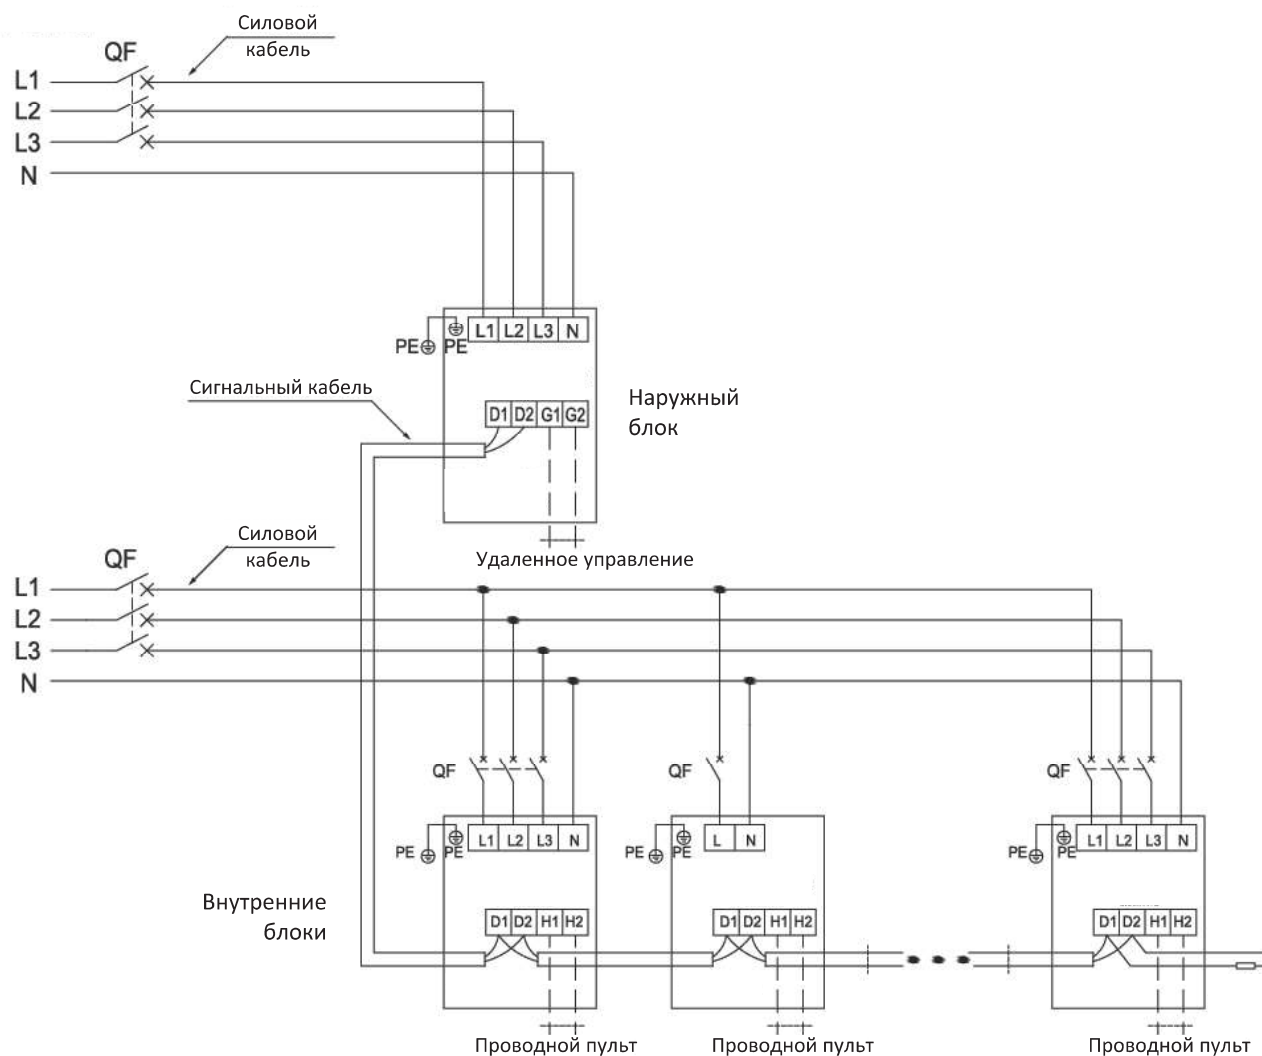 Силовой
кабель
QF
L1
L2
L3
N
L1 L2 L3 N
PE PE
Сигнальный кабель
D1 D2 G1 G2
Наружный
блок
Удаленное управление
Силовой
кабель
QF
L1
L2
L3
N
QF QF QF
L1 L2 L3 N L N L1 L2 L3 N
PE PE PE PE PE PE
Внутренние
блоки
D1 D2 H1 H2 D1 D2 H1 H2 D1 D2 H1 H2
Проводной пульт Проводной пульт Проводной пульт